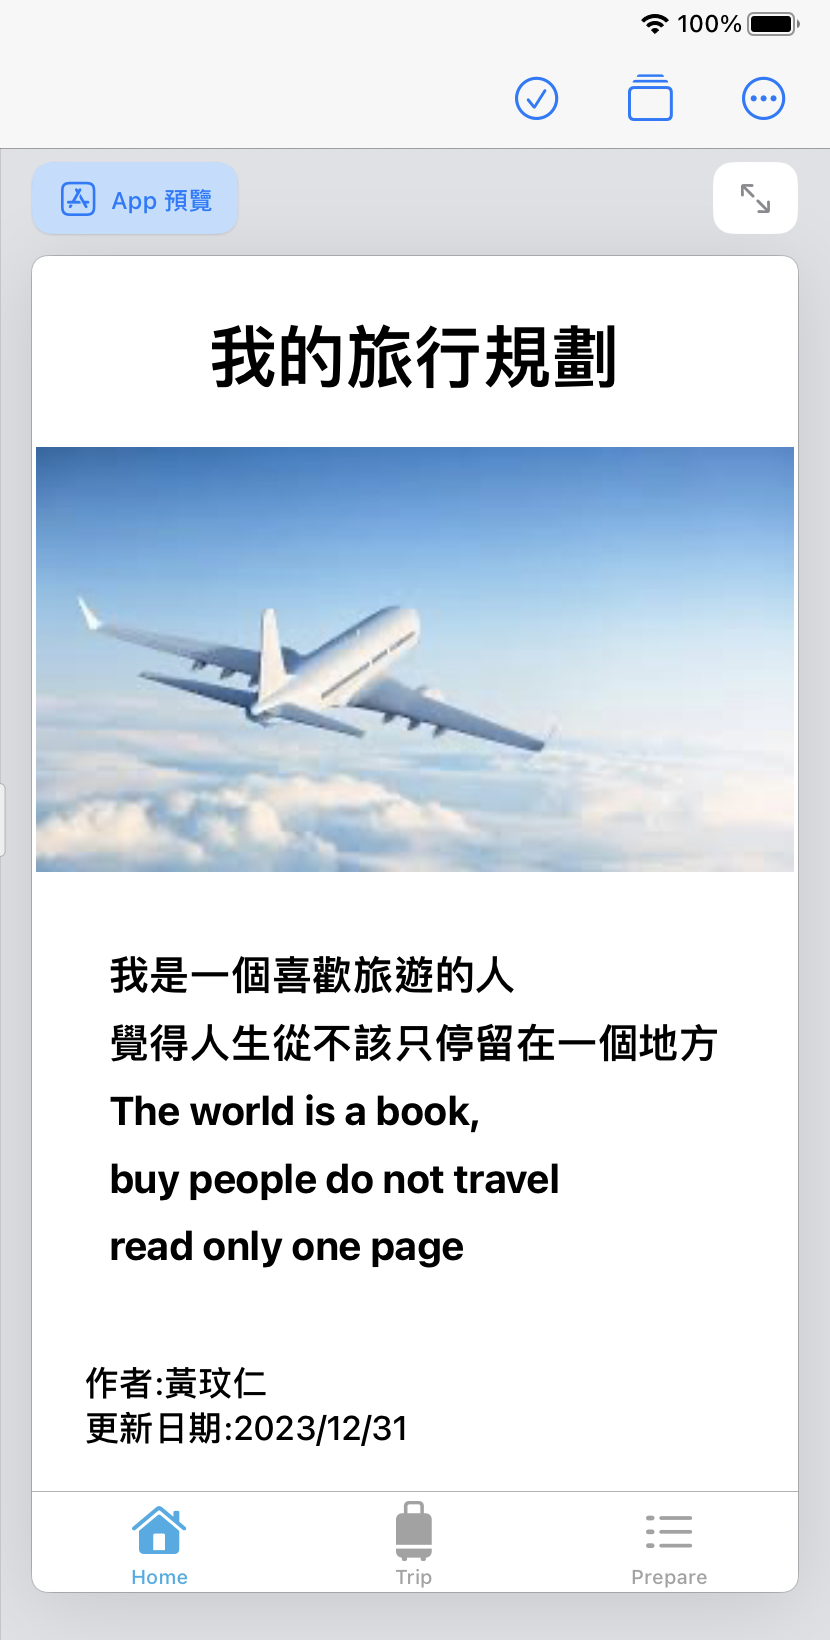 100%
App 預覽
我的旅行規劃
我是一個喜歡旅遊的人
覺得人生從不該只停留在一個地方
The world is a book,
buy people do not travel
read only one page
作者:黃玟仁
更新日期:2023/12/31
Home
Trip
Prepare